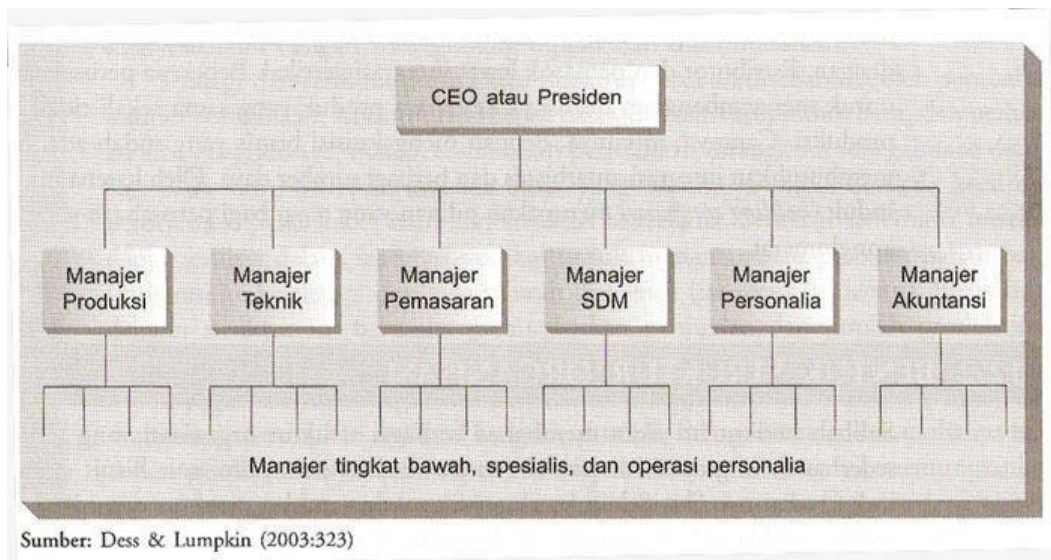 CEO atau Presiden
Manajer
Produksi
Manajer
Teknik
Manajer
Pemasaran
Manajer
SDM
Manajer
Personalia
Manajer
Akuntansi
Manajer tingkat bawah, spesialis, dan operasi personalia
Sumber: Dess & Lumpkin (2003:323)